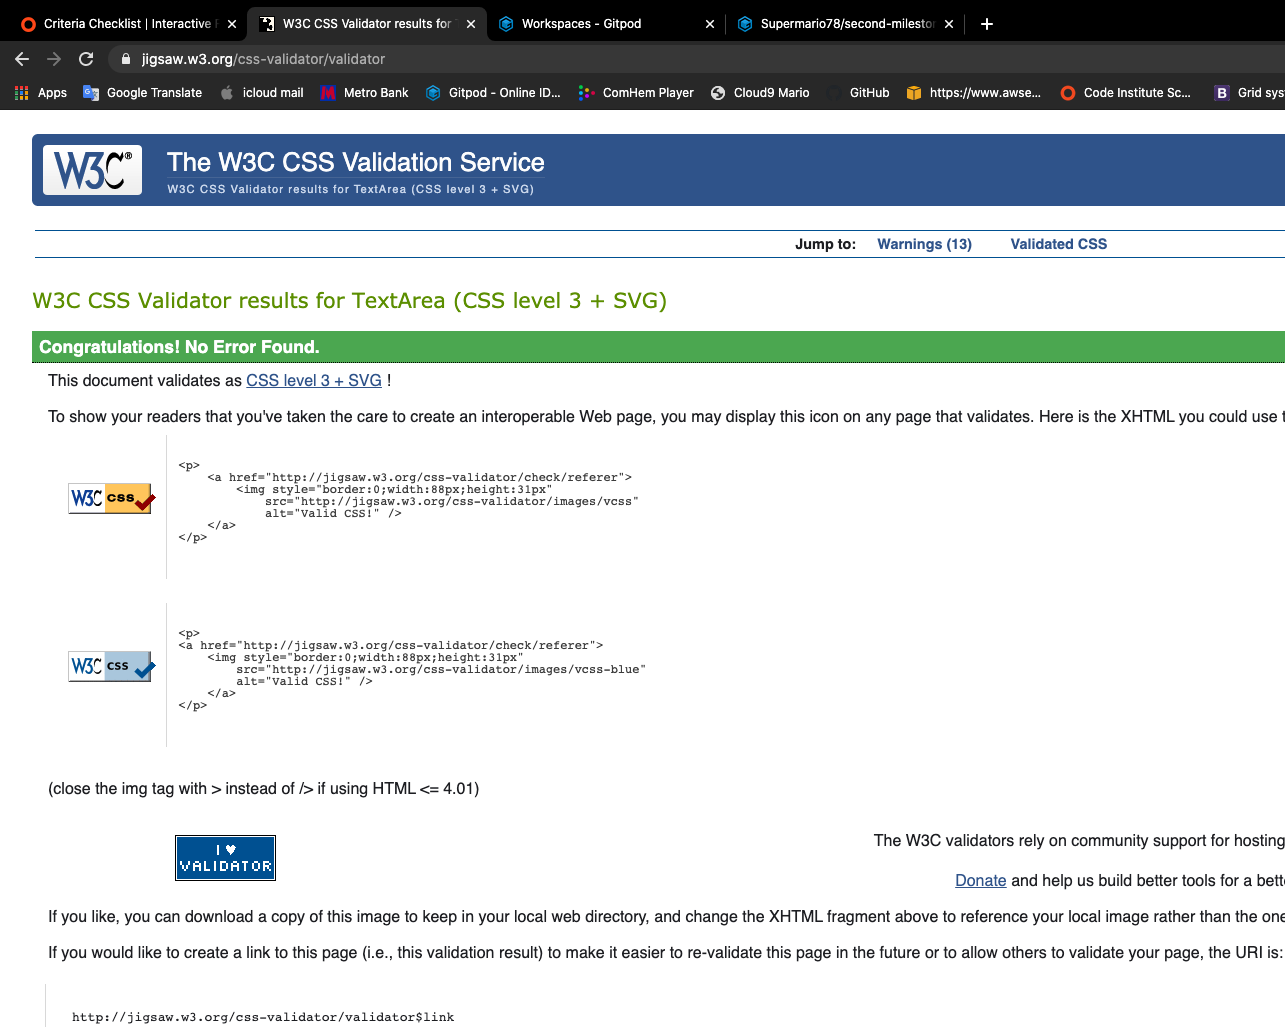 Criteria Checklist | Interactive
W3C CSS Validator results for
Workspaces - Gitpod
Supermario78/second-milesto
jigsaw.w3.org/css-validator/validator
Apps
Google Translate
icloud mail
Metro Bank
Gitpod - Online ID...
ComHem Player
Cloud9 Mario
GitHub
https://www.awse...
Code Institute Sc...
B
Grid sys
W3C®
The W3C CSS Validation Service
W3C CSS Validator results for TextArea (CSS level 3 + SVG)
Jump to: Warnings (13) Validated CSS
W3C CSS Validator results for TextArea (CSS level 3 + SVG)
Congratulations! No Error Found.
This document validates as CSS level 3 + SVG !
To show your readers that you've taken the care to create an interoperable Web page, you may display this icon on any page that validates. Here is the XHTML you could use t
W3C css
<p>
<a href="http://jigsaw.w3.org/css-validator/check/referer">
<img style="border:0;width:88px;height:31px"
src="http://jigsaw.w3.org/css-validator/images/vcss"
alt="Valid CSS!" />
</a>
</p>
W3C css
<p>
<a href="http://jigsaw.w3.org/css-validator/check/referer">
<img style="border:0;width:88px;height:31px"
src="http://jigsaw.w3.org/css-validator/images/vcss-blue"
alt="Valid CSS!" />
</a>
</p>
(close the img tag with > instead of /> if using HTML <= 4.01)
I ♥
VALIDATOR
The W3C validators rely on community support for hosting
Donate and help us build better tools for a bett
If you like, you can download a copy of this image to keep in your local web directory, and change the XHTML fragment above to reference your local image rather than the one
If you would like to create a link to this page (i.e., this validation result) to make it easier to re-validate this page in the future or to allow others to validate your page, the URI is:
http://jigsaw.w3.org/css-validator/validator$link